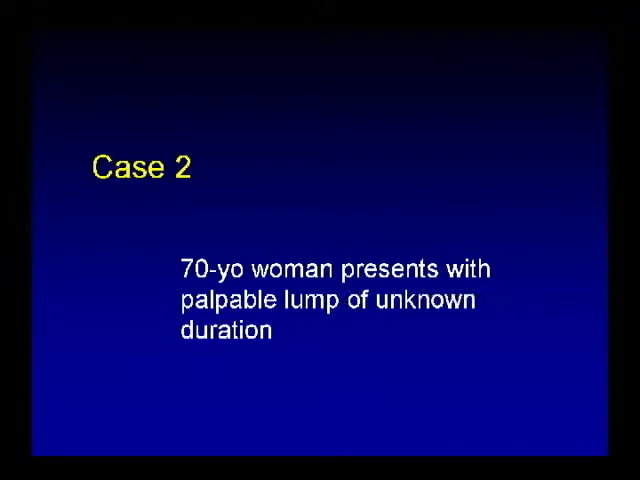 Case 2
70-yo woman presents with
palpable lump of unknown
duration